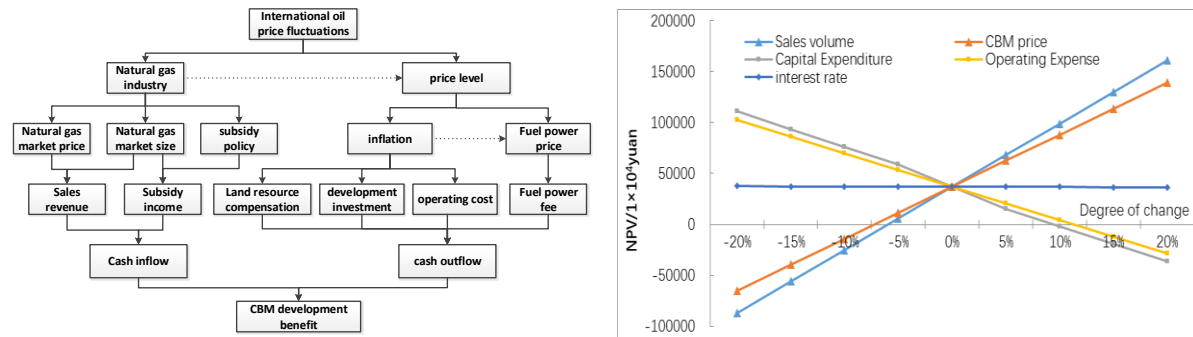 International oil
price fluctuations
Natural gas
industry
price level
Natural gas
market price
Natural gas
market size
subsidy
policy
inflation
Fuel power
price
Sales
revenue
Subsidy
income
Land resource
compensation
development
investment
operating cost
Fuel power
fee
Cash inflow
cash outflow
CBM development
benefit
NPV/1×10⁴yuan
200000
150000
100000
50000
0
-50000
-100000
Sales volume
CBM price
Capital Expenditure
Operating Expense
interest rate
Degree of change
-20% -15% -10% -5% 0% 5% 10% 15% 20%